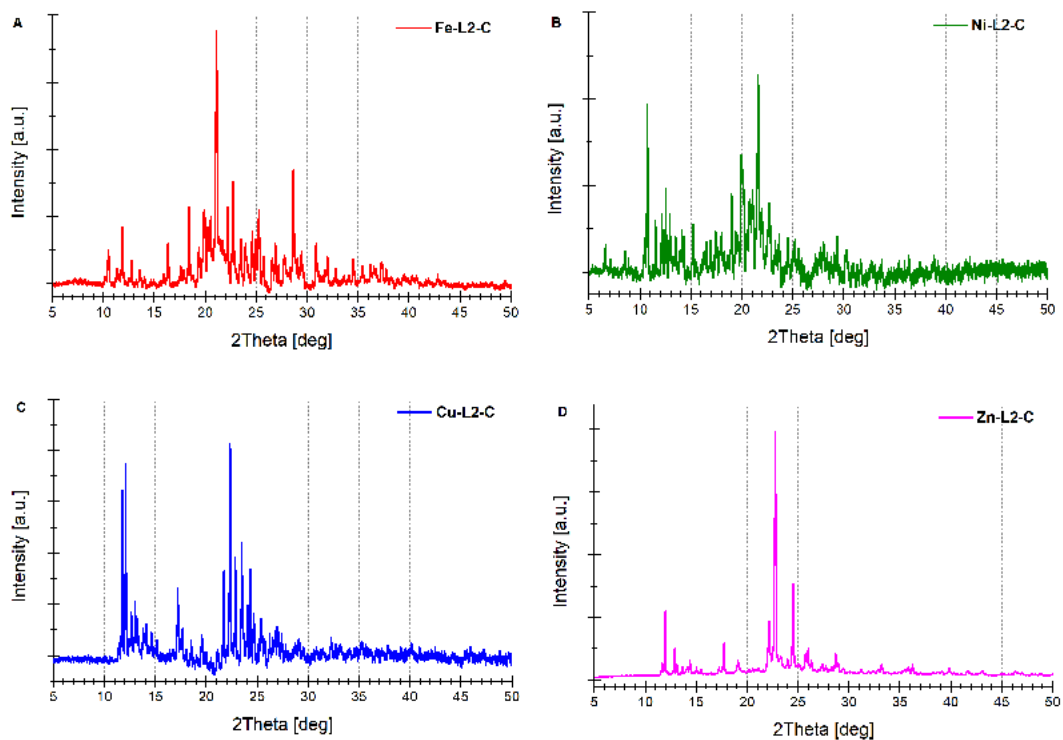 A
Fe-L2-C
Intensity [a.u.]
5 10 15 20 25 30 35 40 45 50
2Theta [deg]
B
Ni-L2-C
Intensity [a.u.]
5 10 15 20 25 30 35 40 45 50
2Theta [deg]
C
Cu-L2-C
Intensity [a.u.]
5 10 15 20 25 30 35 40 45 50
2Theta [deg]
D
Zn-L2-C
Intensity [a.u.]
5 10 15 20 25 30 35 40 45 50
2Theta [deg]